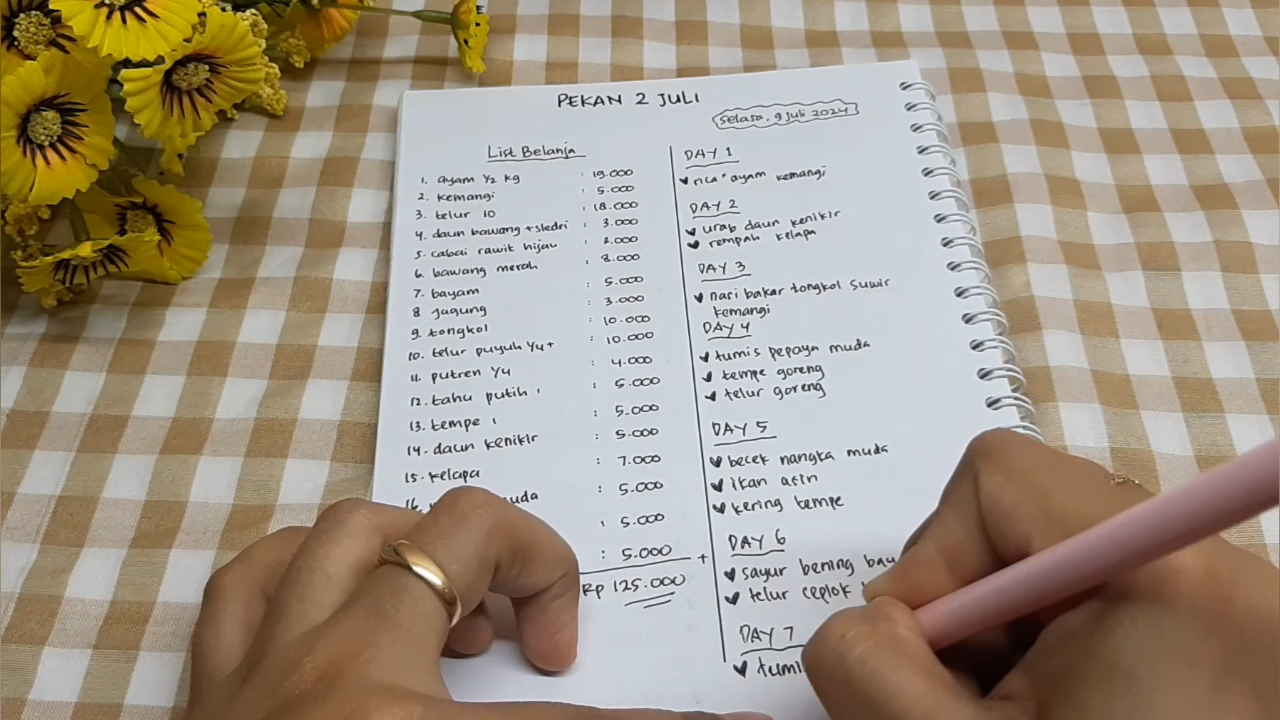 PEKAN 2 JULI
Selasa, 9 Juli 2024
List Belanja
1. ayam 1/2 kg : 19.000
2. kemangi : 5.000
3. telur 10 : 18.000
4. daun bawang + sledri : 3.000
5. cabai rawit hijau : 3.000
6. bawang merah : 8.000
7. bayam : 5.000
8 jagung : 3.000
9. tongkol : 10.000
10. telur puyuh 1/4+ : 10.000
11. putren 1/4 : 4.000
12. tahu putih 1 : 5.000
13. tempe 1 : 5.000
14. daun kenikir : 5.000
15. kelapa : 7.000
16. muda : 5.000
: 5.000
: 5.000 +
Rp 125.000
DAY 1
rica" ayam kemangi
DAY 2
urab daun kenikir
rempah kelapa
DAY 3
nasi bakar tongkol suwir
kemangi
DAY 4
tumis pepaya muda
tempe goreng
telur goreng
DAY 5
becek nangka muda
ikan asin
kering tempe
DAY 6
sayur bening
telur ceplok
DAY 7